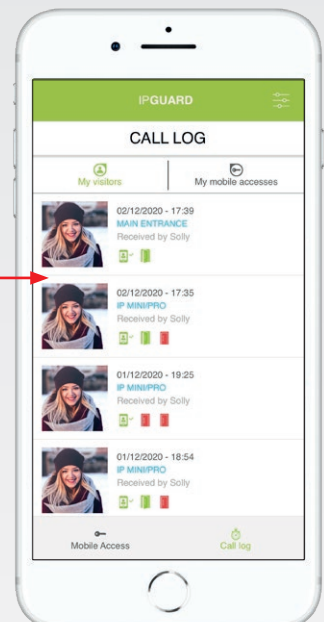 IPGUARD
CALL LOG
My visitors
My mobile accesses
02/12/2020 - 17:39
MAIN ENTRANCE
Received by Solly
02/12/2020 - 17:35
IP MINI/PRO
Received by Solly
01/12/2020 - 19:25
IP MINI/PRO
Received by Solly
01/12/2020 - 18:54
IP MINI/PRO
Received by Solly
Mobile Access
Call log